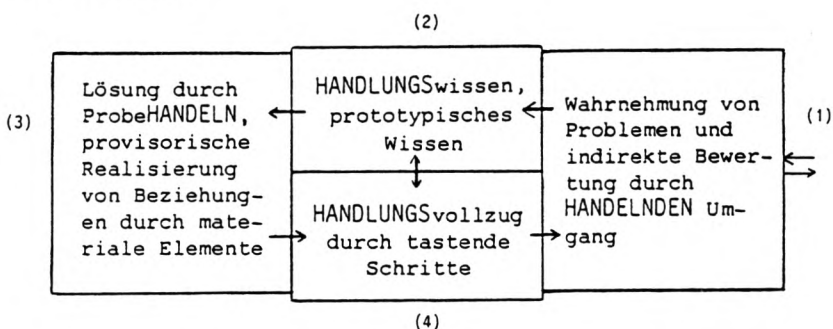 (2)
(3)
Lösung durch
ProbeHANDELN,
provisorische
Realisierung
von Beziehung-
en durch mate-
riale Elemente
HANDLUNGSwissen,
prototypisches
Wissen
HANDLUNGSvollzug
durch tastende
Schritte
Wahrnehmung von
Problemen und
indirekte Bewer-
tung durch
HANDELNDEN Um-
gang
(1)
(4)